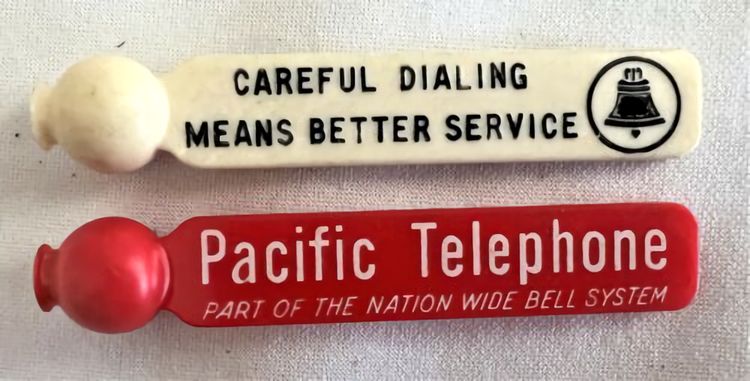 CAREFUL DIALING
MEANS BETTER SERVICE
Pacific Telephone
PART OF THE NATION WIDE BELL SYSTEM